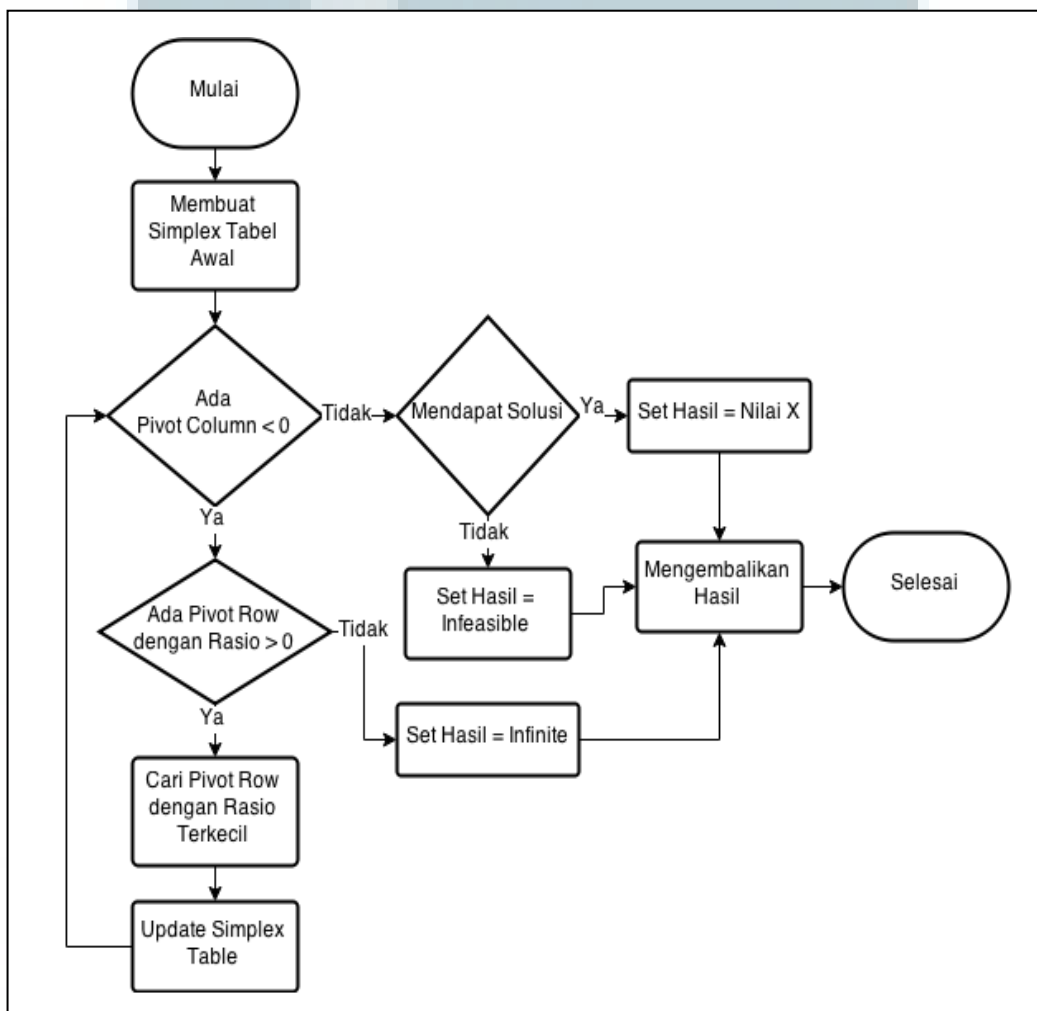 Mulai
Membuat
Simplex Tabel
Awal
Ada
Pivot Column < 0
Tidak
Mendapat Solusi
Ya
Set Hasil = Nilai X
Ya
Tidak
Ada Pivot Row
dengan Rasio > 0
Tidak
Set Hasil =
Infeasible
Mengembalikan
Hasil
Selesai
Ya
Set Hasil = Infinite
Cari Pivot Row
dengan Rasio
Terkecil
Update Simplex
Table